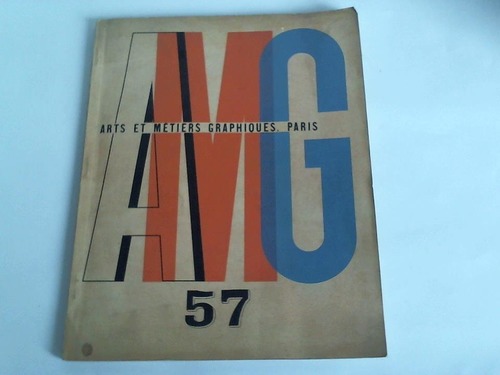 AMG
ARTS ET MÉTIERS GRAPHIQUES, PARIS
57